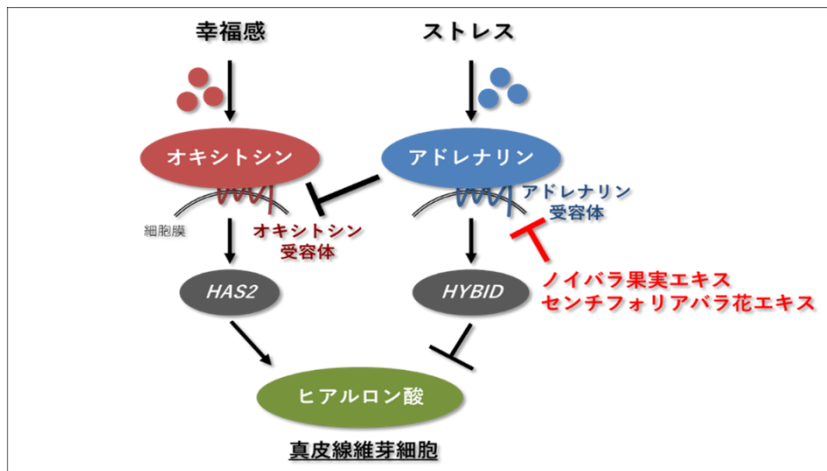 幸福感
ストレス
オキシトシン
アドレナリン
細胞膜
オキシトシン
受容体
アドレナリン
受容体
HAS2
HYBID
ノイバラ果実エキス
センチフォリアバラ花エキス
ヒアルロン酸
真皮線維芽細胞